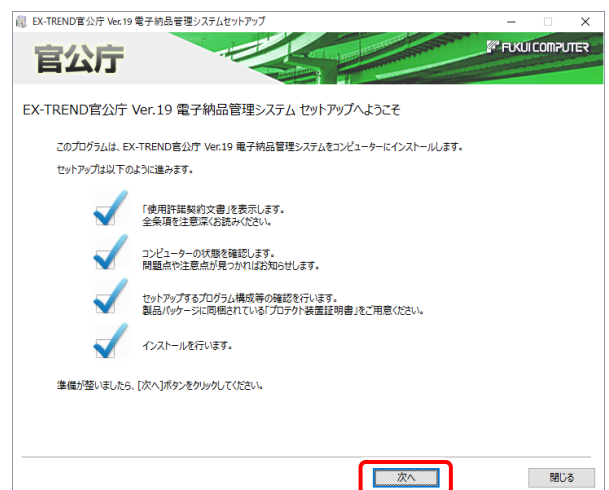 EX-TREND官公庁 Ver.19 電子納品管理システムセットアップ
官公庁
FUKUI COMPUTER
EX-TREND官公庁 Ver.19 電子納品管理システム セットアップへようこそ
このプログラムは、EX-TREND官公庁 Ver.19 電子納品管理システムをコンピューターにインストールします。
セットアップは以下のように進みます。
「使用許諾契約文書」を表示します。
全条項を注意深くお読みください。
コンピューターの状態を確認します。
問題点や注意点が見つかればお知らせします。
セットアップするプログラム構成等の確認を行います。
製品パッケージに同梱されている「プロテクト装置証明書」をご用意ください。
インストールを行います。
準備が整いましたら、[次へ]ボタンをクリックしてください。
次へ
閉じる